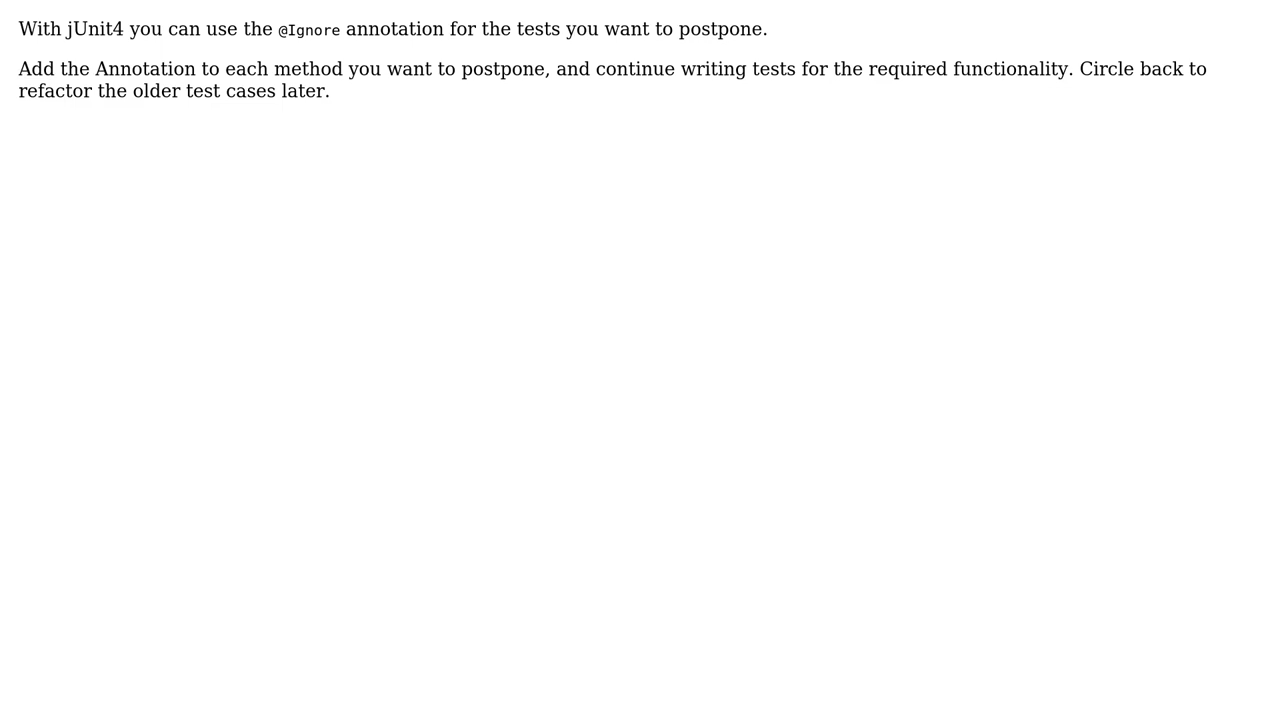 With jUnit4 you can use the @Ignore annotation for the tests you want to postpone.
Add the Annotation to each method you want to postpone, and continue writing tests for the required functionality. Circle back to
refactor the older test cases later.